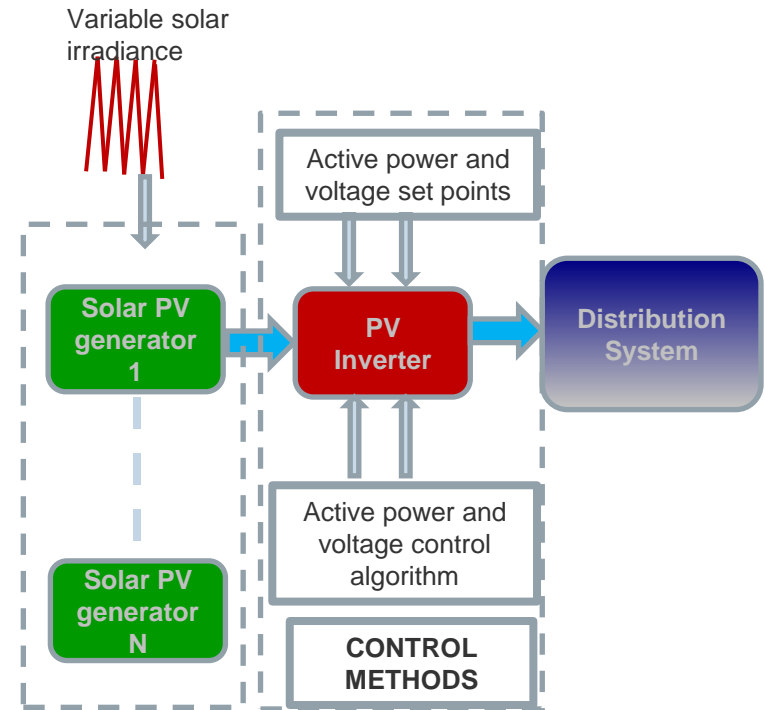 Variable solar
irradiance
Active power and
voltage set points
Solar PV
generator
1
PV
Inverter
Distribution
System
Active power and
voltage control
algorithm
Solar PV
generator
N
CONTROL
METHODS